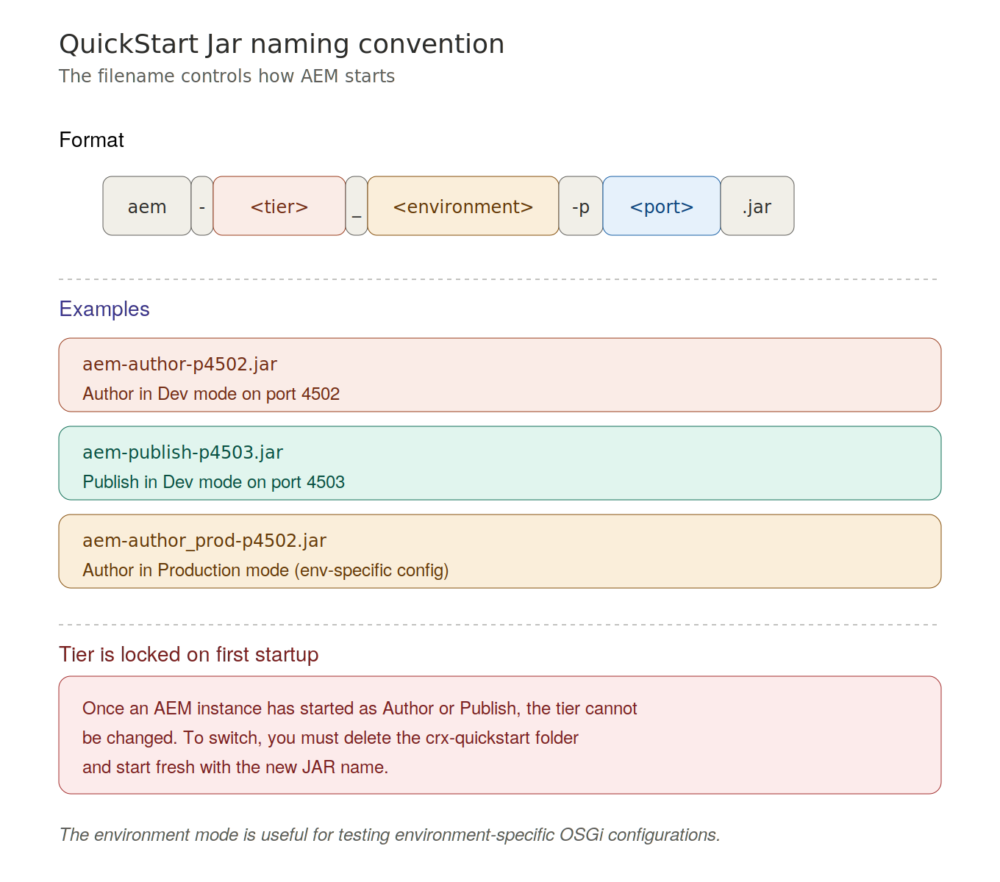 QuickStart Jar naming convention
The filename controls how AEM starts
Format
aem - <tier> _ <environment> -p <port> .jar
Examples
aem-author-p4502.jar
Author in Dev mode on port 4502
aem-publish-p4503.jar
Publish in Dev mode on port 4503
aem-author_prod-p4502.jar
Author in Production mode (env-specific config)
Tier is locked on first startup
Once an AEM instance has started as Author or Publish, the tier cannot
be changed. To switch, you must delete the crx-quickstart folder
and start fresh with the new JAR name.
The environment mode is useful for testing environment-specific OSGi configurations.